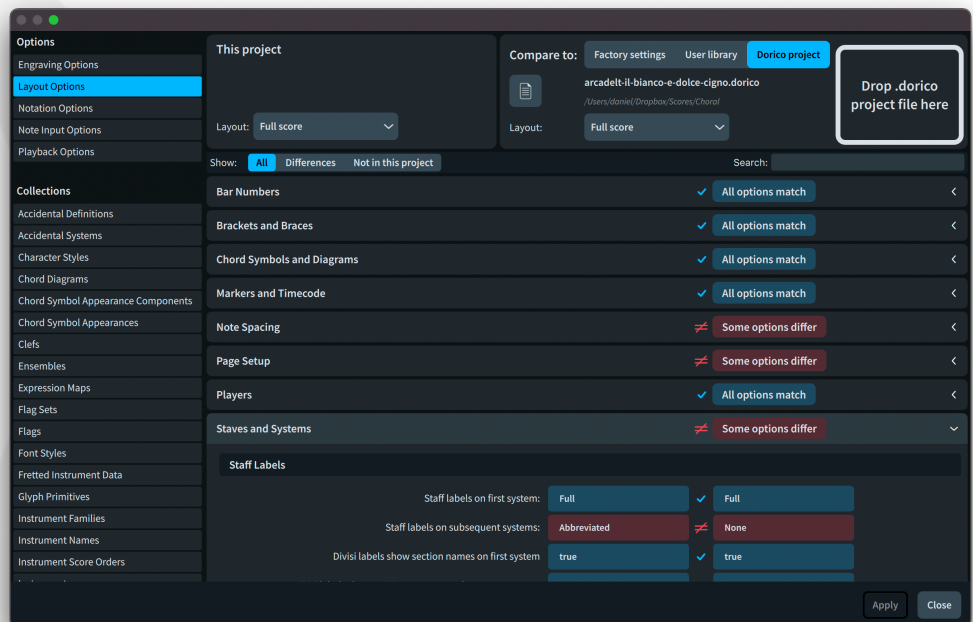 Options
Engraving Options
Layout Options
Notation Options
Note Input Options
Playback Options
Collections
Accidental Definitions
Accidental Systems
Character Styles
Chord Diagrams
Chord Symbol Appearance Components
Chord Symbol Appearances
Clefs
Ensembles
Expression Maps
Flag Sets
Flags
Font Styles
Fretted Instrument Data
Glyph Primitives
Instrument Families
Instrument Names
Instrument Score Orders
This project
Layout: Full score
Compare to: Factory settings User library Dorico project
arcadelt-il-bianco-e-dolce-cigno.dorico
/Users/daniel/Dropbox/Scores/Choral
Layout: Full score
Drop .dorico
project file here
Show: All Differences Not in this project Search:
Bar Numbers All options match
Brackets and Braces All options match
Chord Symbols and Diagrams All options match
Markers and Timecode All options match
Note Spacing Some options differ
Page Setup Some options differ
Players All options match
Staves and Systems Some options differ
Staff Labels
Staff labels on first system: Full Full
Staff labels on subsequent systems: Abbreviated None
Divisi labels show section names on first system true true
Apply Close